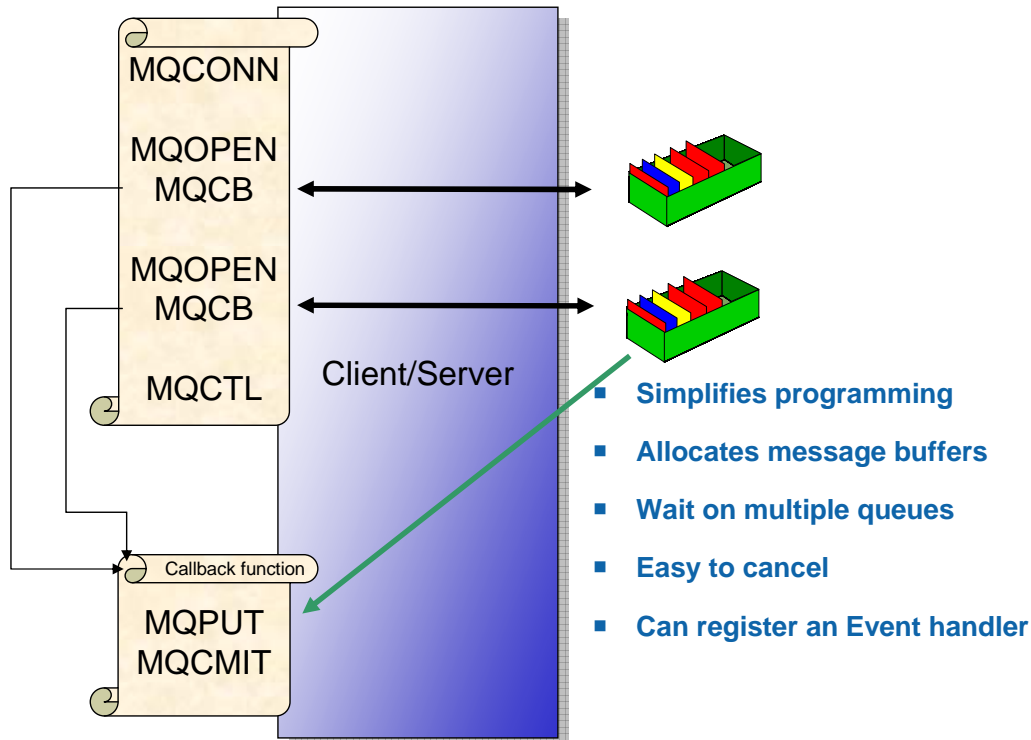 MQCONN
MQOPEN
MQCB
MQOPEN
MQCB
MQCTL
Client/Server
Simplifies programming
Allocates message buffers
Wait on multiple queues
Easy to cancel
Can register an Event handler
Callback function
MQPUT
MQCMIT